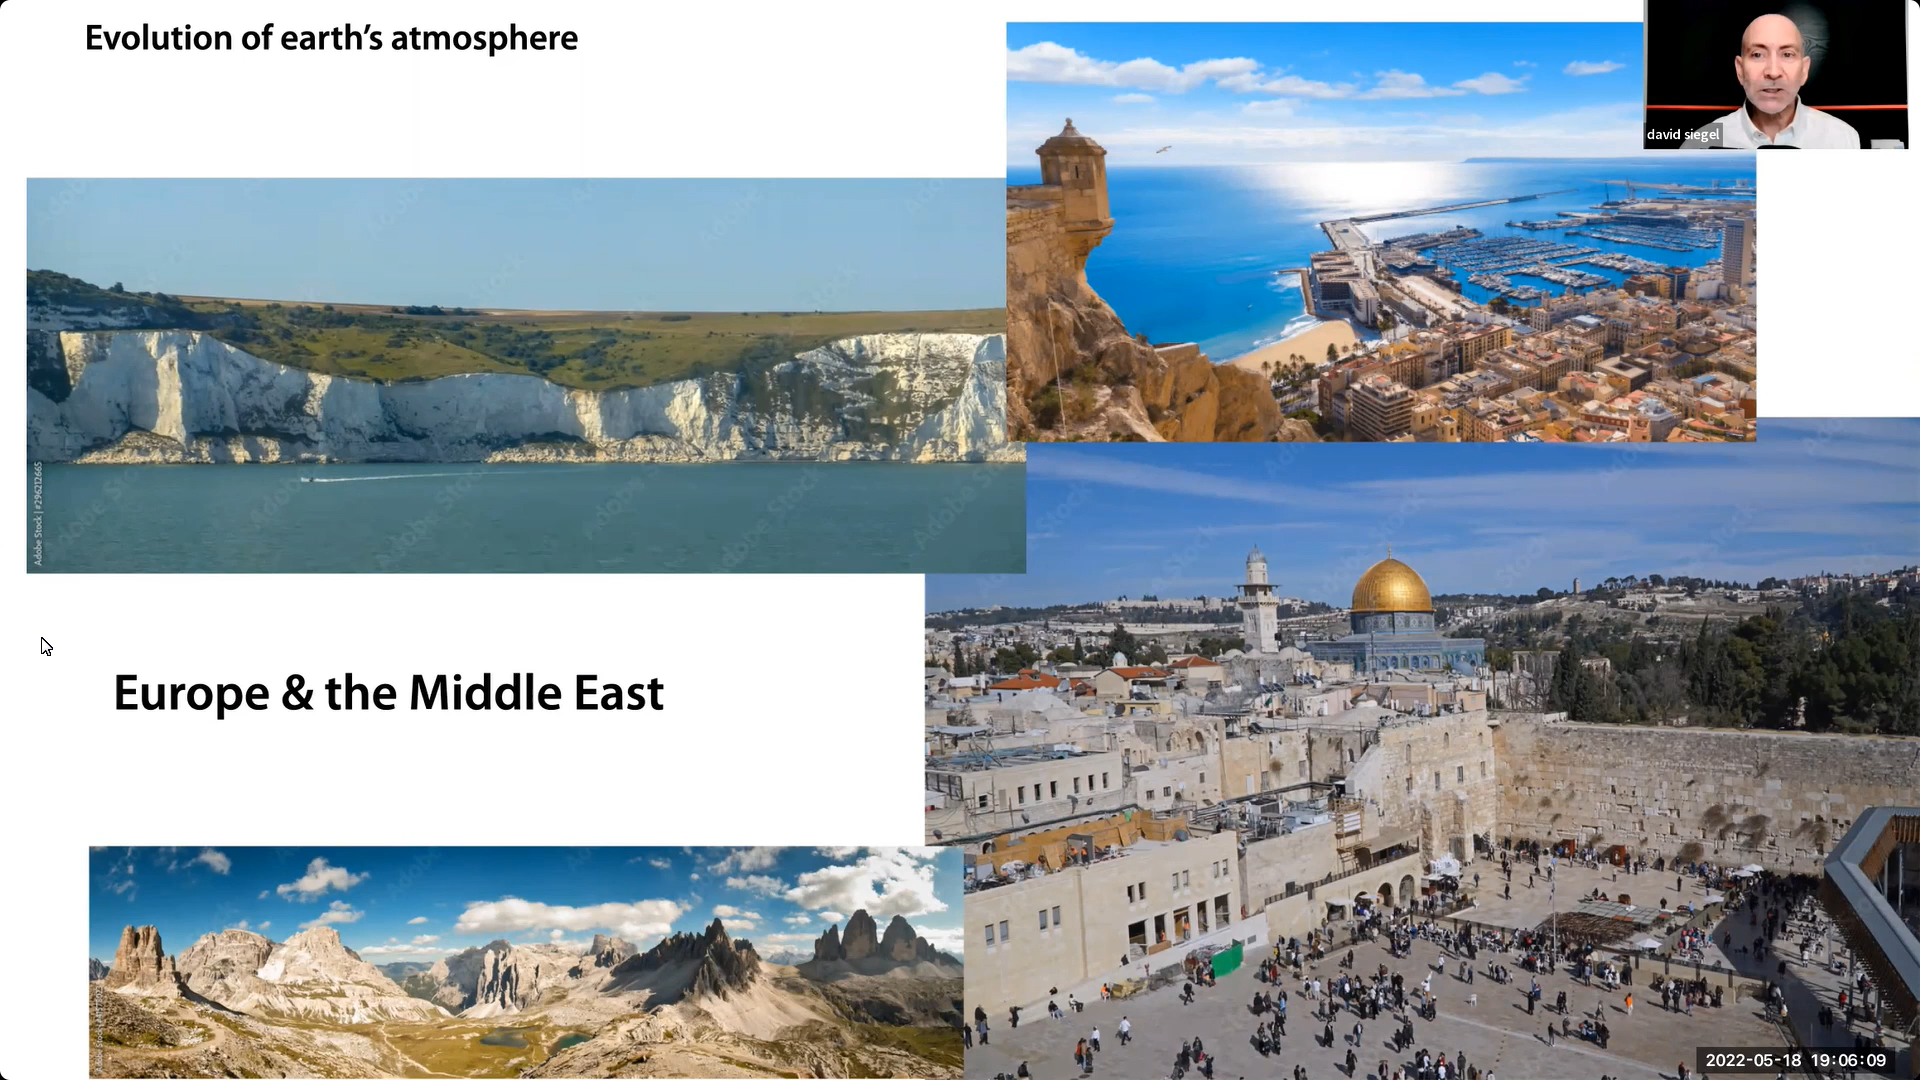 Evolution of earth's atmosphere
david siegel
Adobe Stock | #296212665
Europe & the Middle East
2022-05-18 19:06:09